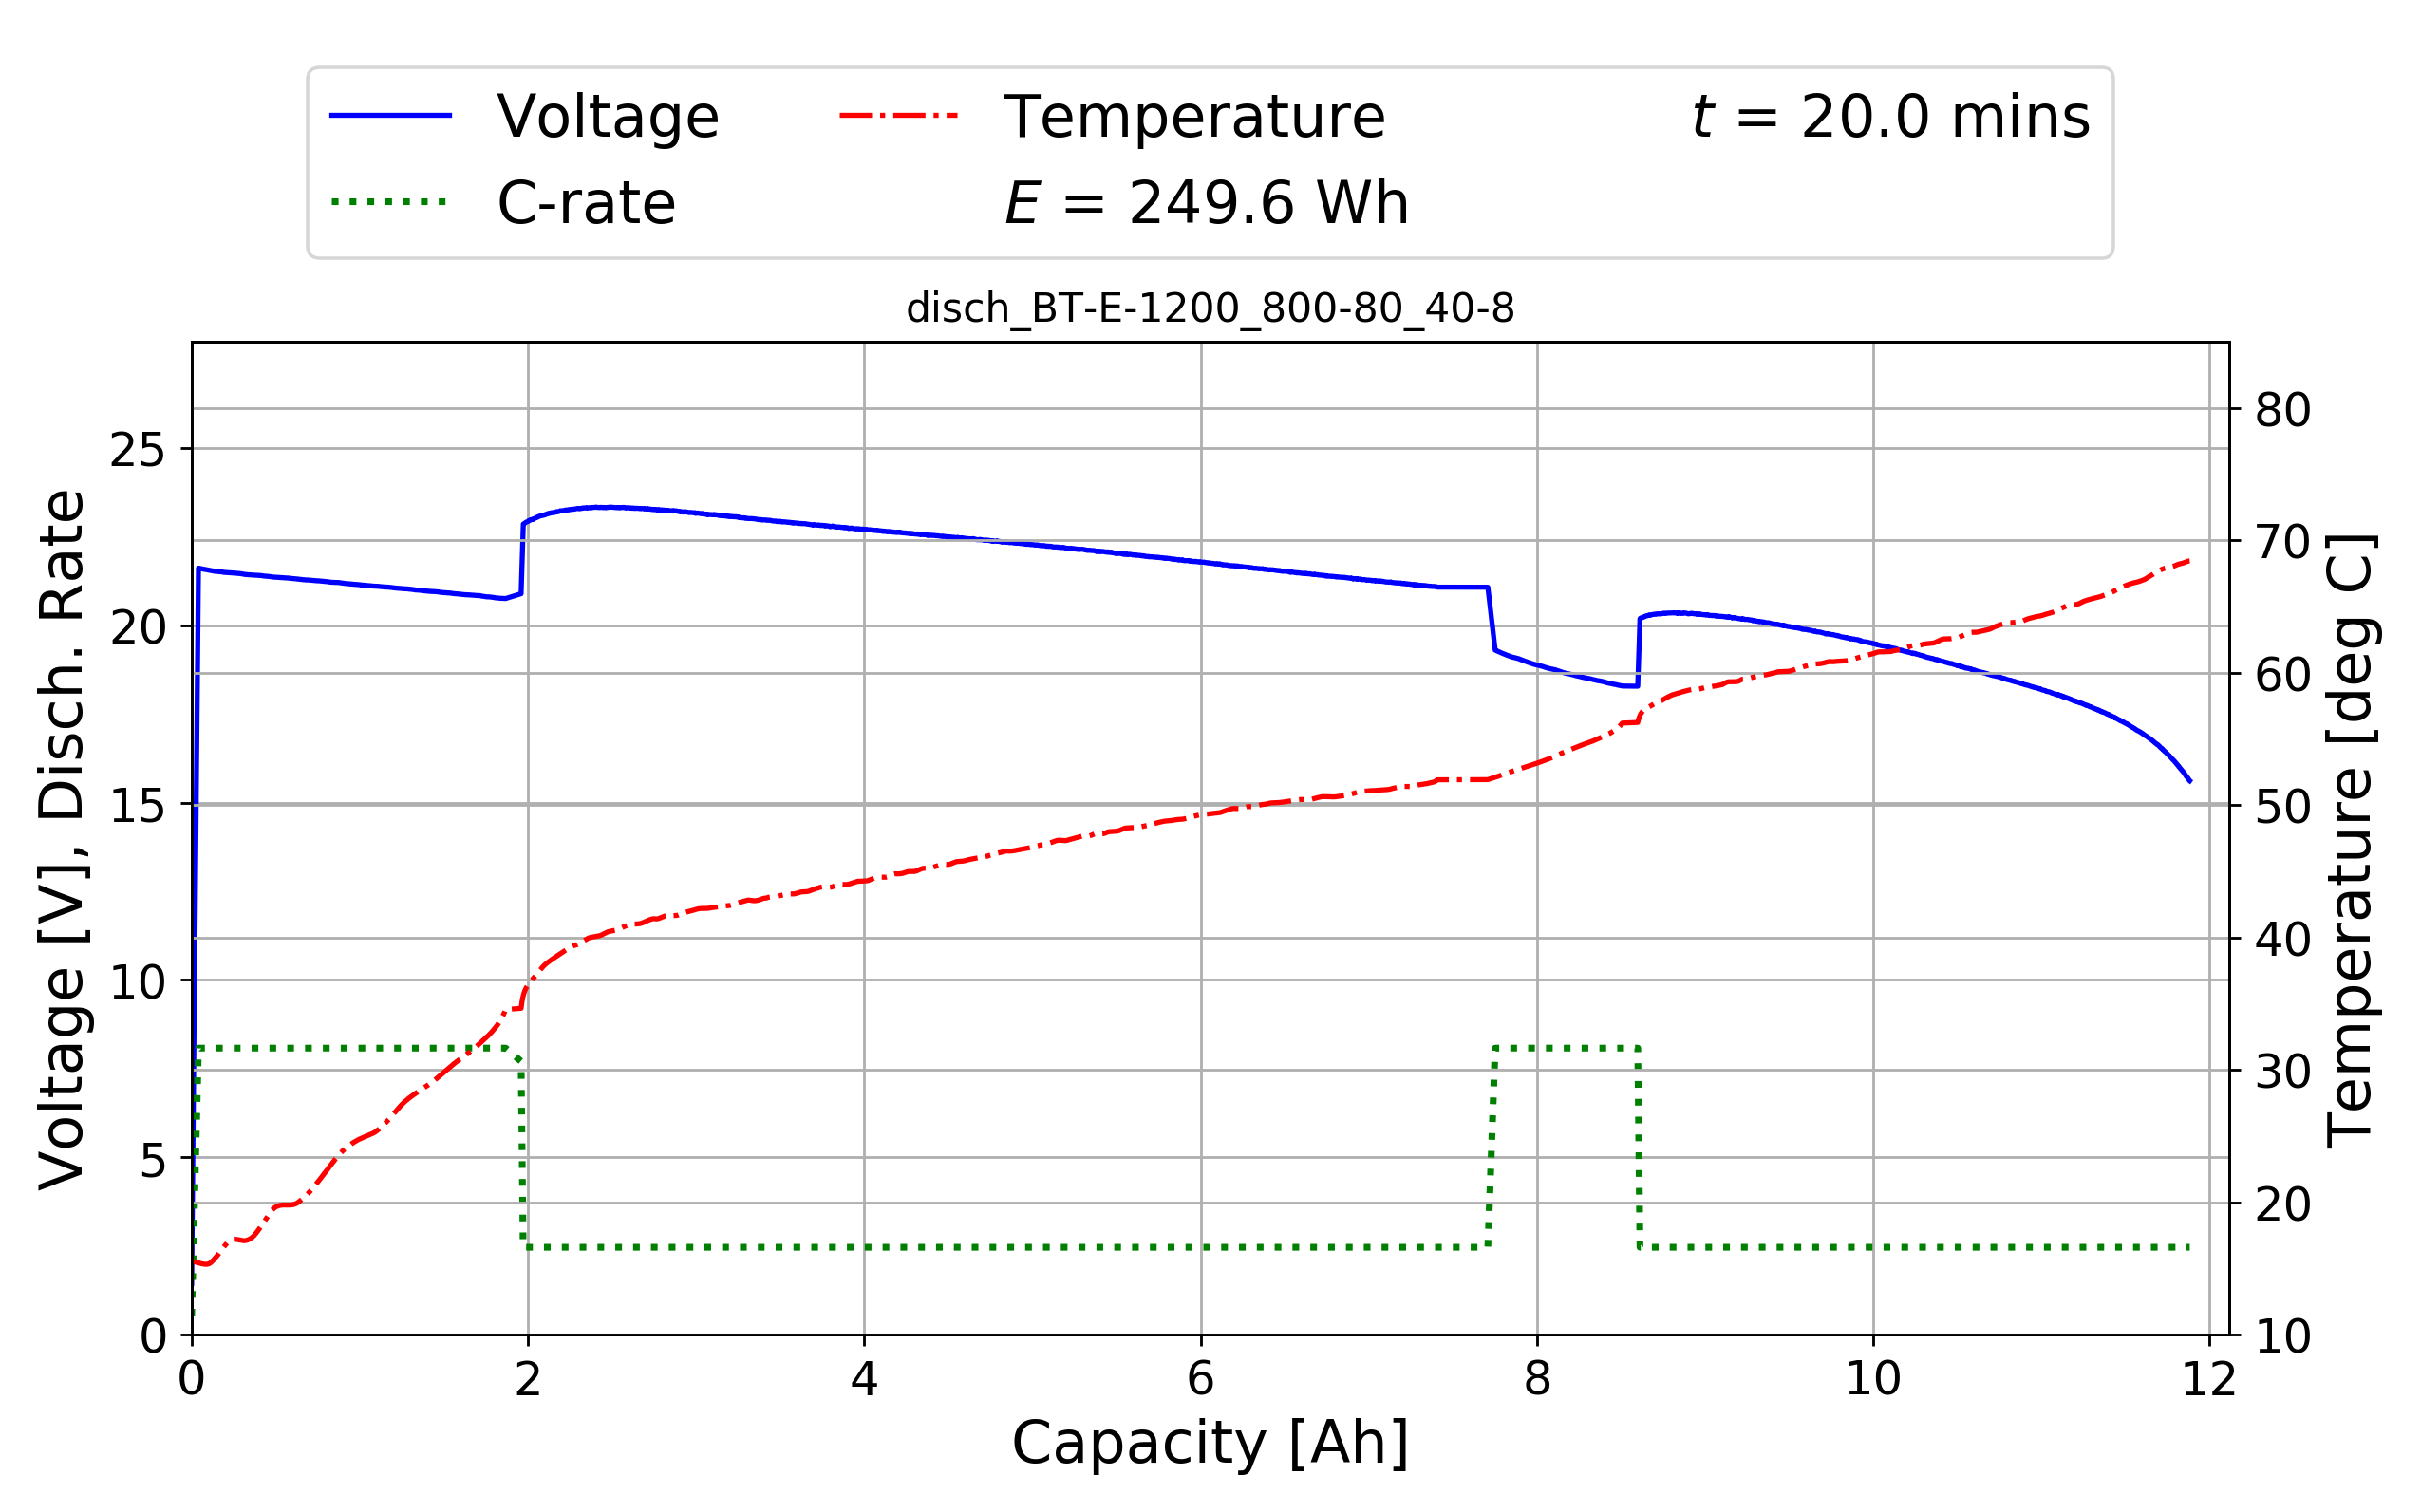 Voltage
Temperature
t = 20.0 mins
C-rate
E = 249.6 Wh
disch_BT-E-1200_800-80_40-8
Voltage [V], Disch. Rate
25
20
15
10
5
0
0
2
4
6
8
10
12
Capacity [Ah]
80
70
60
50
40
30
20
10
Temperature [deg C]